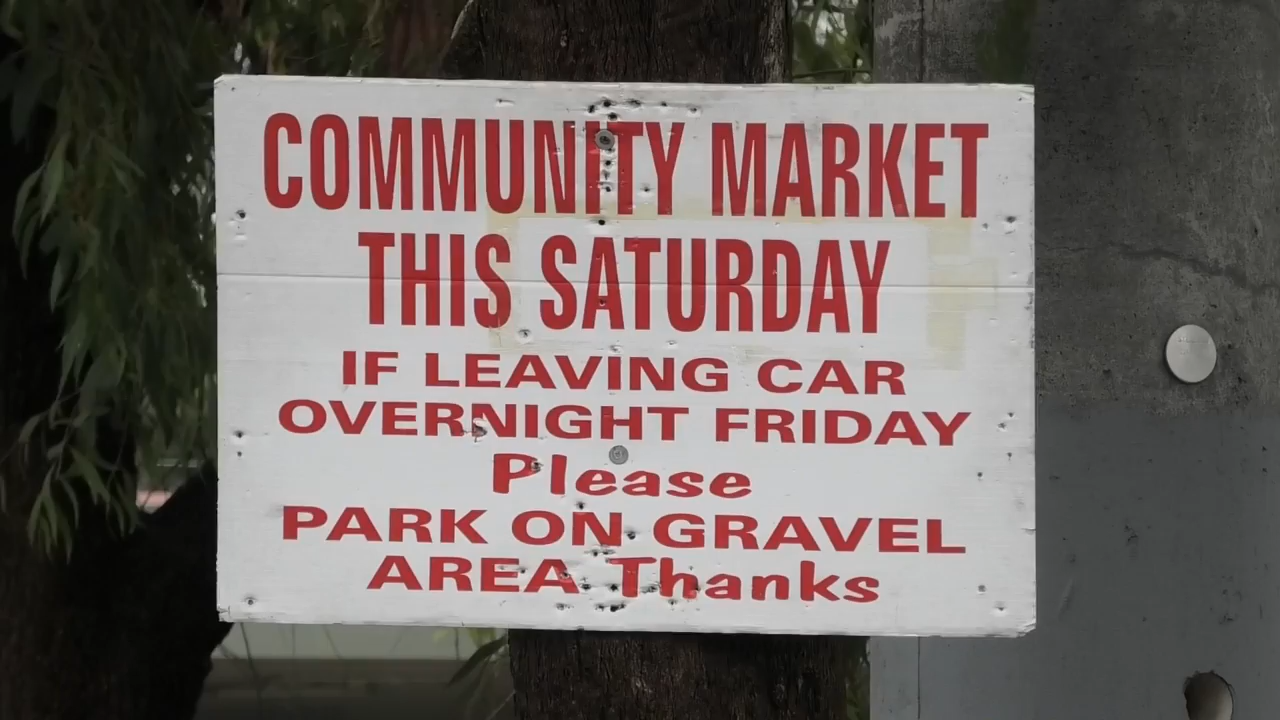 COMMUNITY MARKET
THIS SATURDAY
IF LEAVING CAR
OVERNIGHT FRIDAY
Please
PARK ON GRAVEL
AREA Thanks